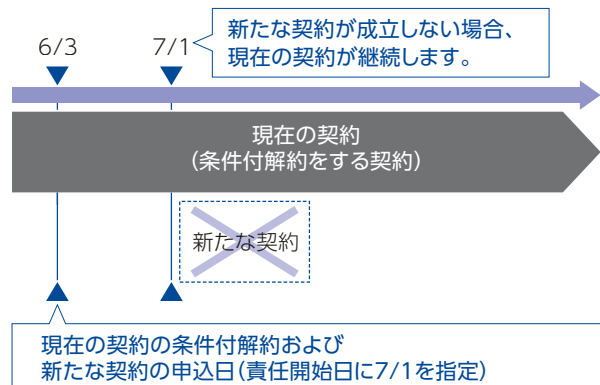 6/3
7/1
新たな契約が成立しない場合、
現在の契約が継続します。
現在の契約
(条件付解約をする契約)
新たな契約
現在の契約の条件付解約および
新たな契約の申込日(責任開始日に7/1を指定)